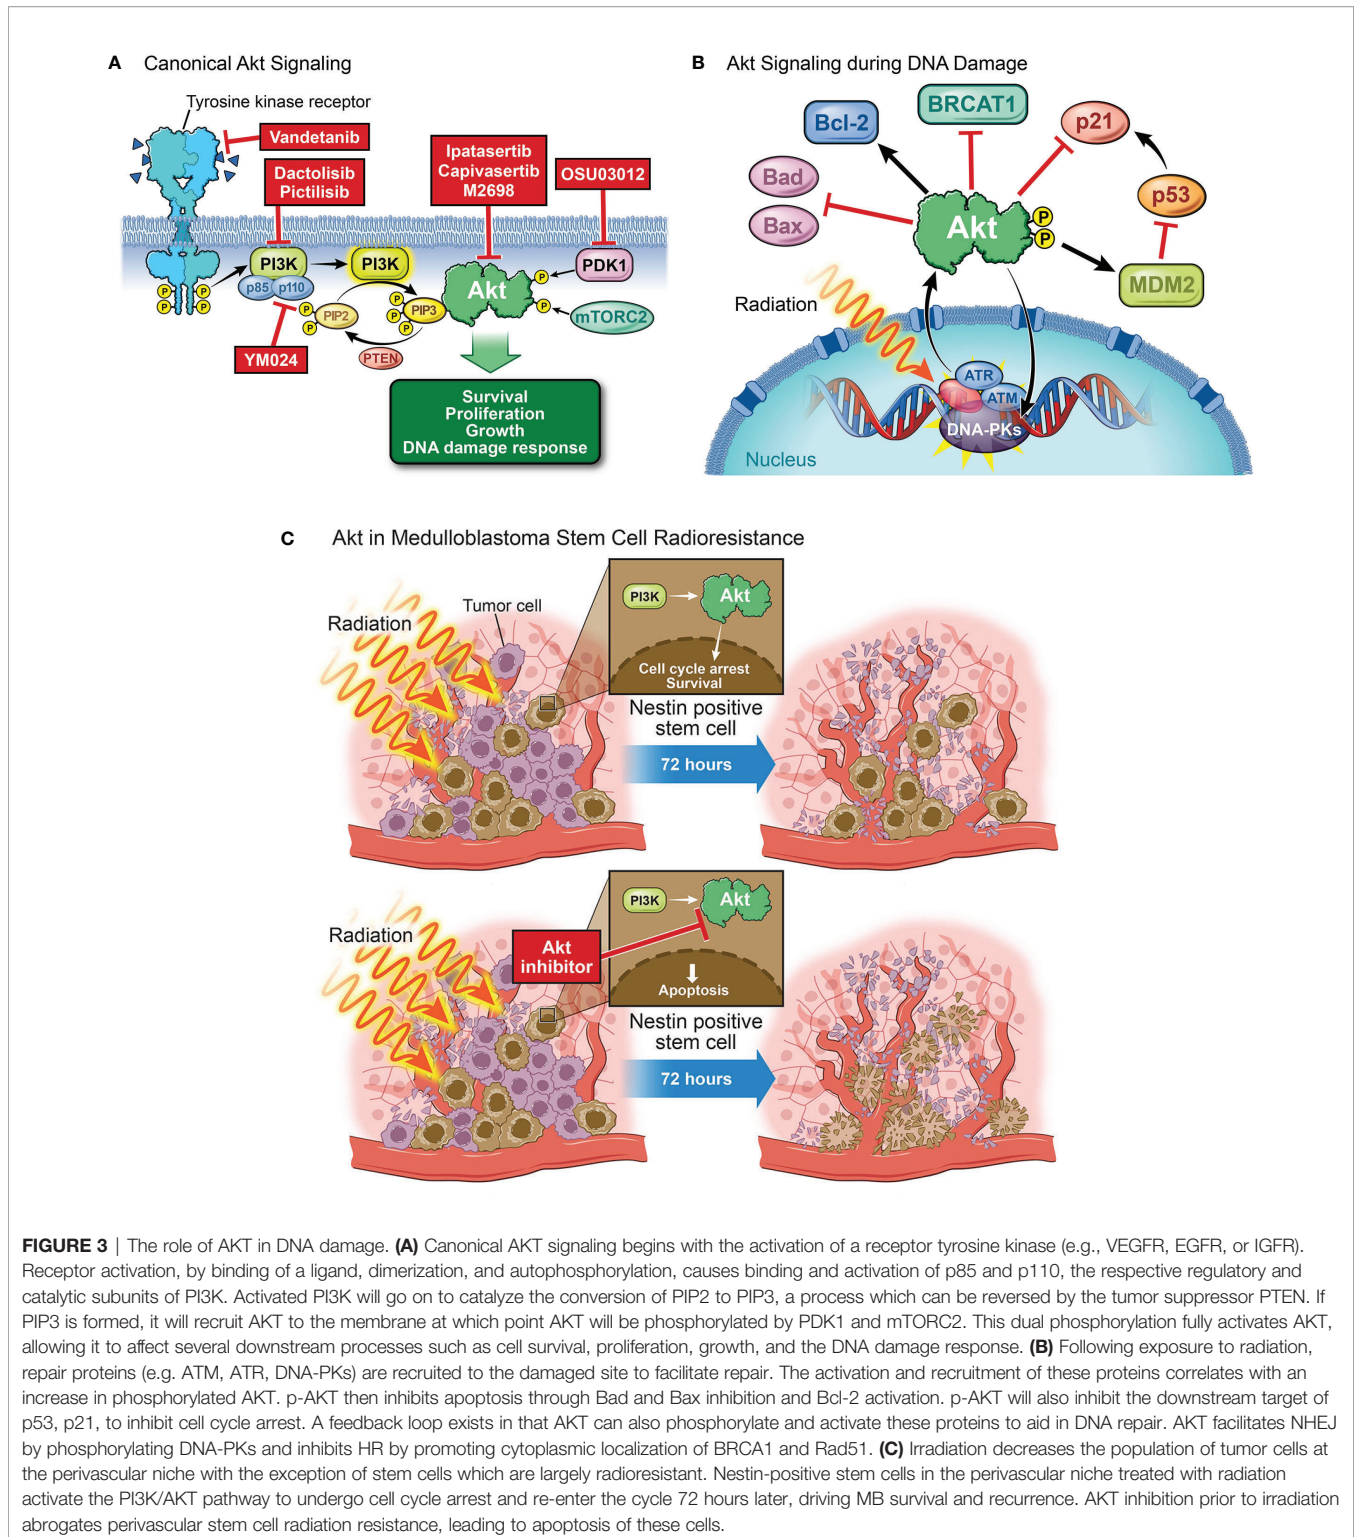 A Canonical Akt Signaling
Tyrosine kinase receptor
Vandetanib
Dactolisib
Pictilisib
Ipatasertib
Capivasertib
M2698
OSU03012
PI3K
p85 p110
PI3K
PDK1
Akt
P
P
P
P
P
P
PIP2
P
P
PIP3
P
P
P
P
mTORC2
PTEN
YM024
Survival
Proliferation
Growth
DNA damage response
B Akt Signaling during DNA Damage
Bcl-2
BRCAT1
p21
Bad
Bax
Akt
P
P
p53
MDM2
Radiation
ATR
ATM
DNA-PKs
Nucleus
C Akt in Medulloblastoma Stem Cell Radioresistance
Radiation
Tumor cell
PI3K
Akt
Cell cycle arrest
Survival
Nestin positive
stem cell
72 hours
Radiation
Akt
inhibitor
PI3K
Akt
Apoptosis
Nestin positive
stem cell
72 hours
FIGURE 3 | The role of AKT in DNA damage. (A) Canonical AKT signaling begins with the activation of a receptor tyrosine kinase (e.g., VEGFR, EGFR, or IGFR).
Receptor activation, by binding of a ligand, dimerization, and autophosphorylation, causes binding and activation of p85 and p110, the respective regulatory and
catalytic subunits of PI3K. Activated PI3K will go on to catalyze the conversion of PIP2 to PIP3, a process which can be reversed by the tumor suppressor PTEN. If
PIP3 is formed, it will recruit AKT to the membrane at which point AKT will be phosphorylated by PDK1 and mTORC2. This dual phosphorylation fully activates AKT,
allowing it to affect several downstream processes such as cell survival, proliferation, growth, and the DNA damage response. (B) Following exposure to radiation,
repair proteins (e.g. ATM, ATR, DNA-PKs) are recruited to the damaged site to facilitate repair. The activation and recruitment of these proteins correlates with an
increase in phosphorylated AKT. p-AKT then inhibits apoptosis through Bad and Bax inhibition and Bcl-2 activation. p-AKT will also inhibit the downstream target of
p53, p21, to inhibit cell cycle arrest. A feedback loop exists in that AKT can also phosphorylate and activate these proteins to aid in DNA repair. AKT facilitates NHEJ
by phosphorylating DNA-PKs and inhibits HR by promoting cytoplasmic localization of BRCA1 and Rad51. (C) Irradiation decreases the population of tumor cells at
the perivascular niche with the exception of stem cells which are largely radioresistant. Nestin-positive stem cells in the perivascular niche treated with radiation
activate the PI3K/AKT pathway to undergo cell cycle arrest and re-enter the cycle 72 hours later, driving MB survival and recurrence. AKT inhibition prior to irradiation
abrogates perivascular stem cell radiation resistance, leading to apoptosis of these cells.